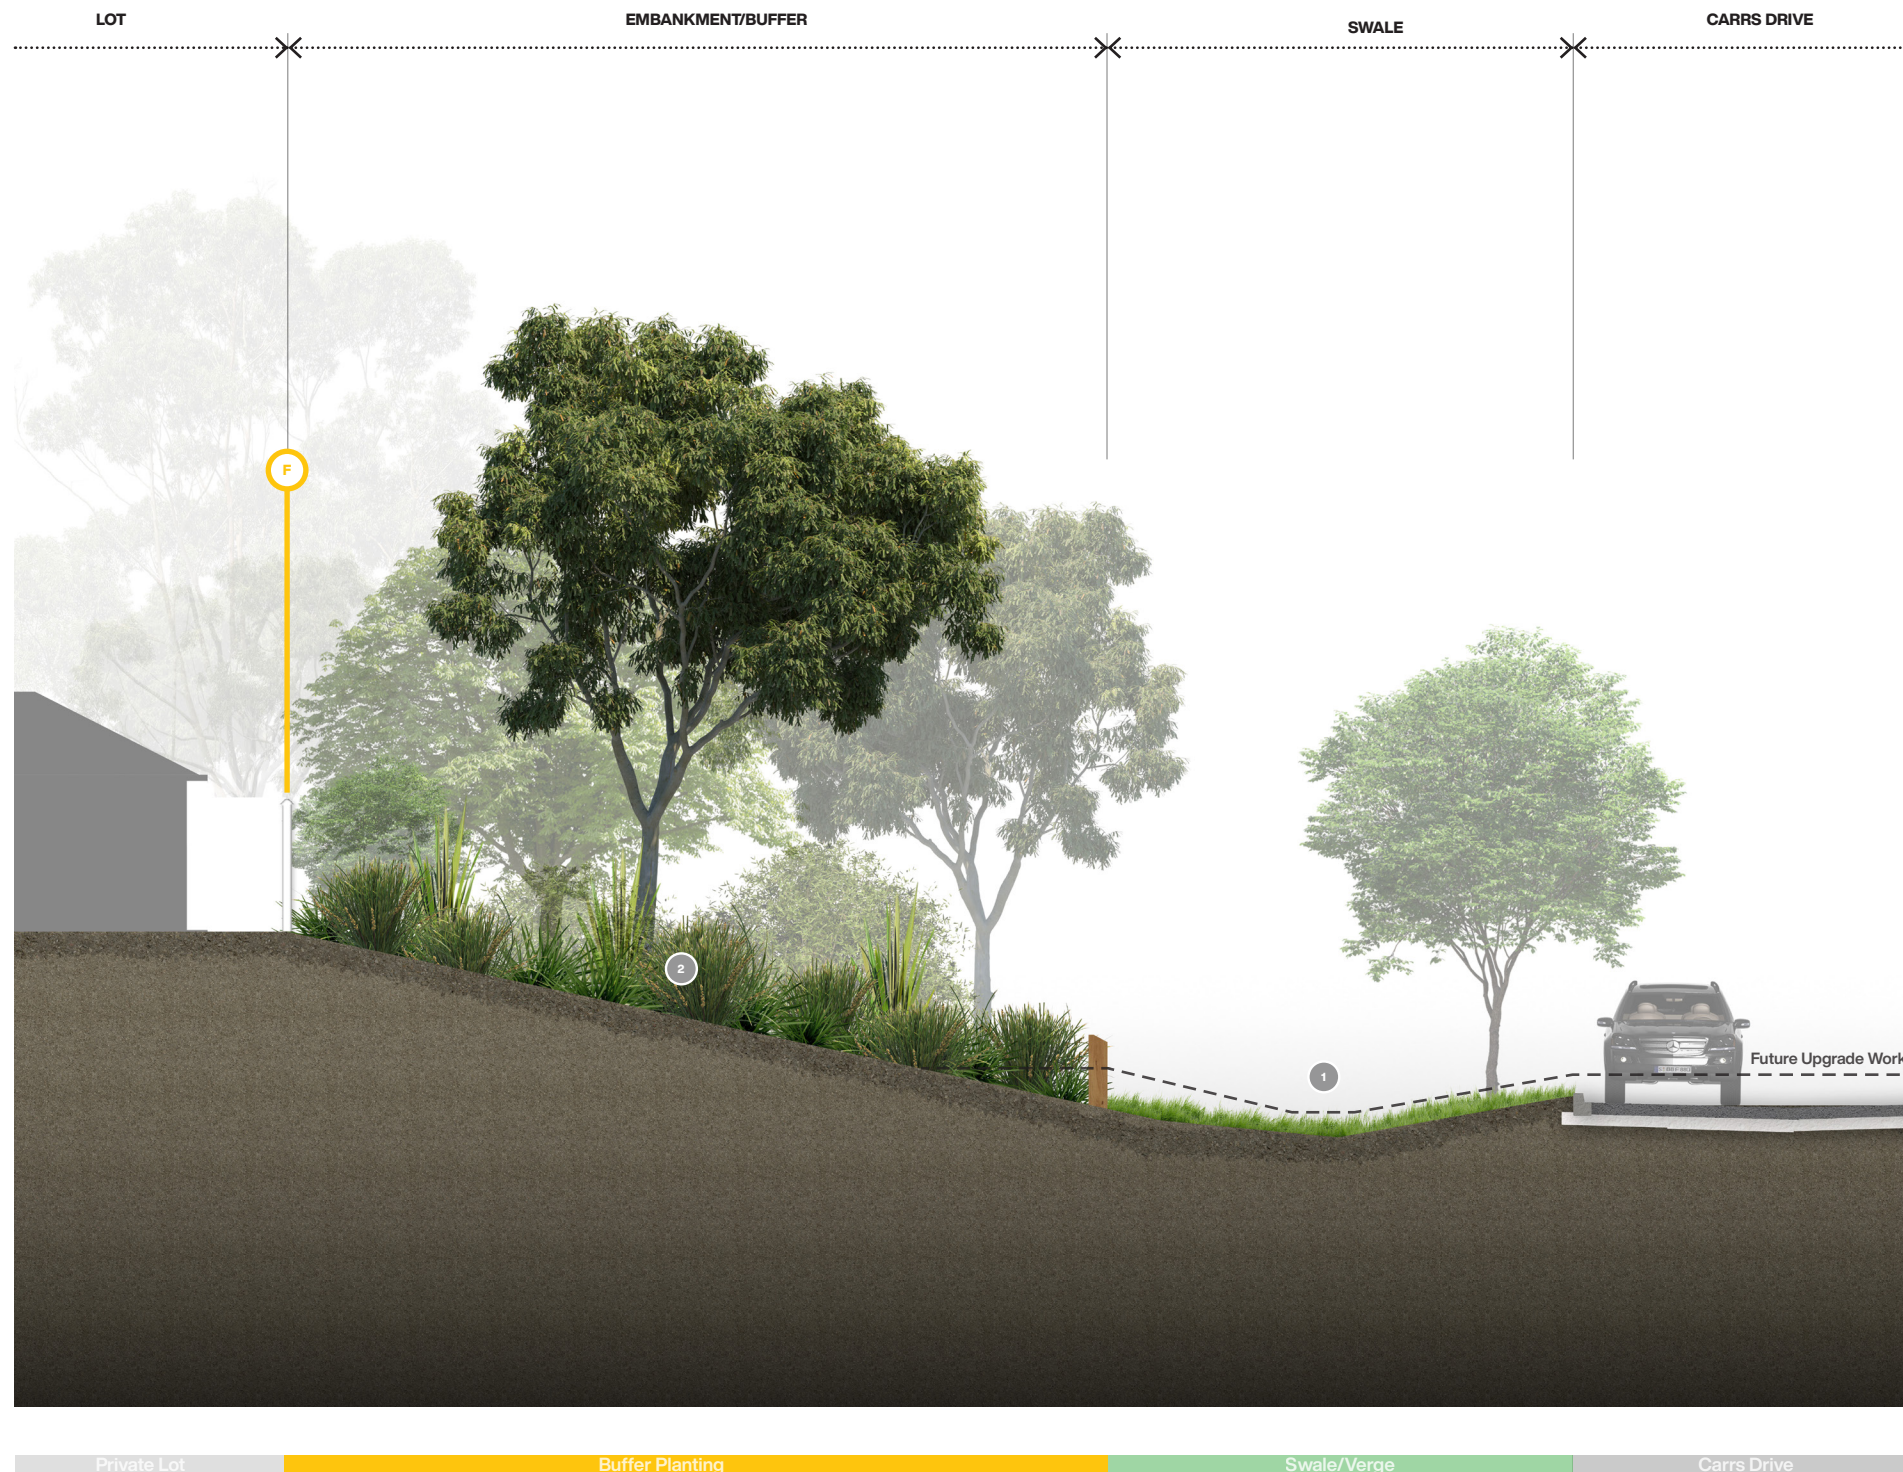 LOT
EMBANKMENT/BUFFER
SWALE
CARRS DRIVE
F
2
1
Future Upgrade Work
Private Lot
Buffer Planting
Swale/Verge
Carrs Drive